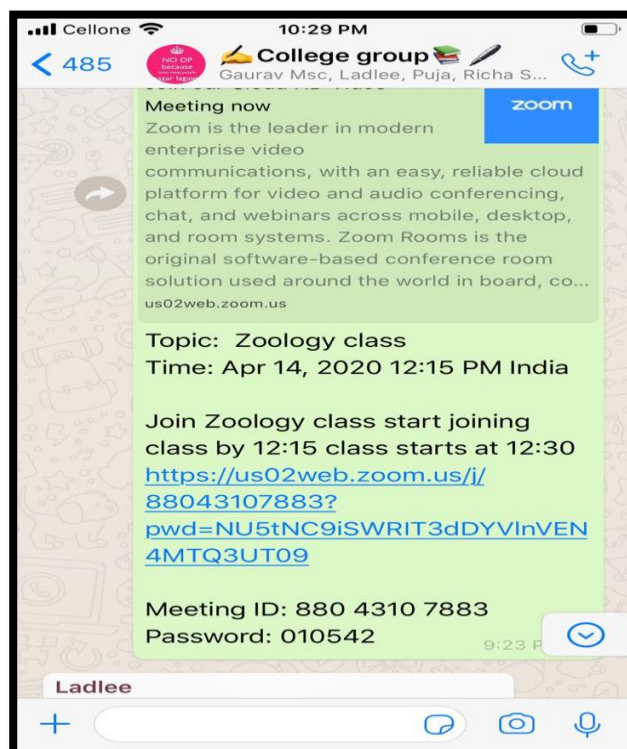 Cellone 10:29 PM
485
NO DP
because
✍️College group📚🖊️
Gaurav Msc, Ladlee, Puja, Richa S...
Meeting now
zoom
Zoom is the leader in modern
enterprise video
communications, with an easy, reliable cloud
platform for video and audio conferencing,
chat, and webinars across mobile, desktop,
and room systems. Zoom Rooms is the
original software-based conference room
solution used around the world in board, co...
us02web.zoom.us
Topic: Zoology class
Time: Apr 14, 2020 12:15 PM India
Join Zoology class start joining
class by 12:15 class starts at 12:30
https://us02web.zoom.us/j/
88043107883?
pwd=NU5tNC9iSWRIT3dDYVlnVEN
4MTQ3UT09
Meeting ID: 880 4310 7883
Password: 010542
9:23 P
Ladlee